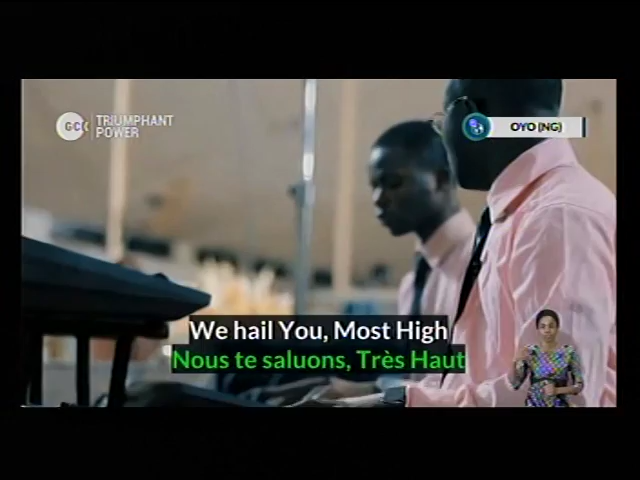 GCK
TRIUMPHANT
POWER
OYO (NG)
We hail You, Most High
Nous te saluons, Très Haut